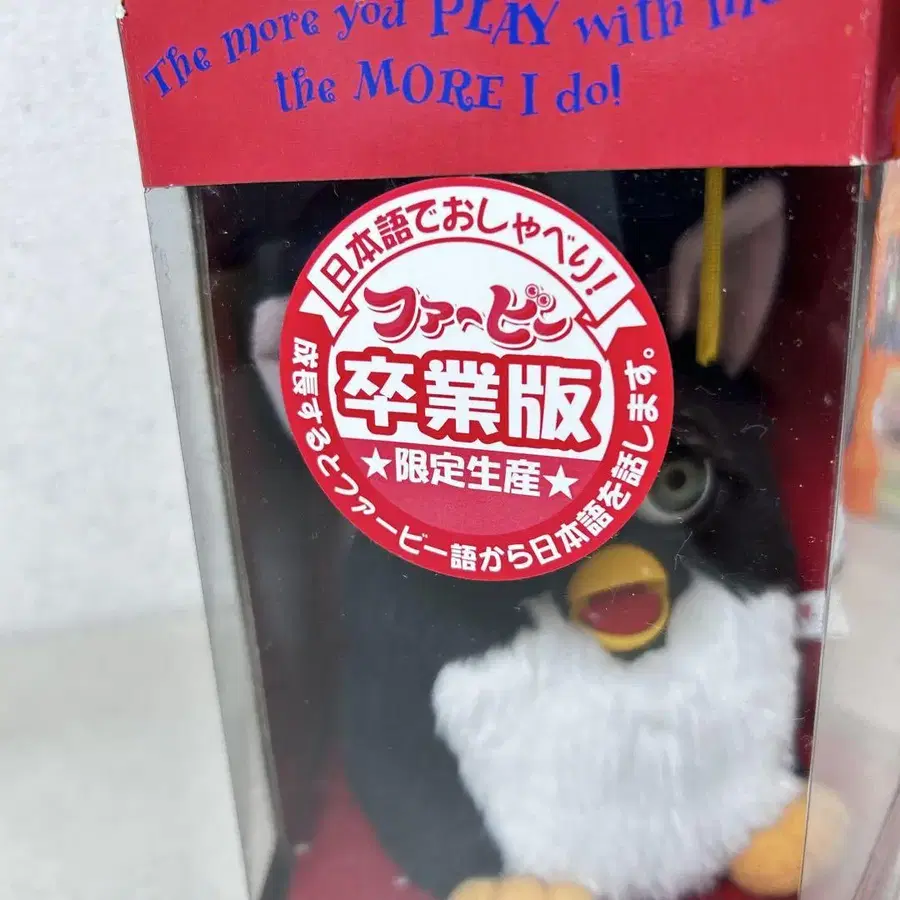 The more you PLAY with me
the MORE I do!
日本語でおしゃべり!
ファービー
卒業版
★限定生産★
成長するとファービー語から日本語を話します。